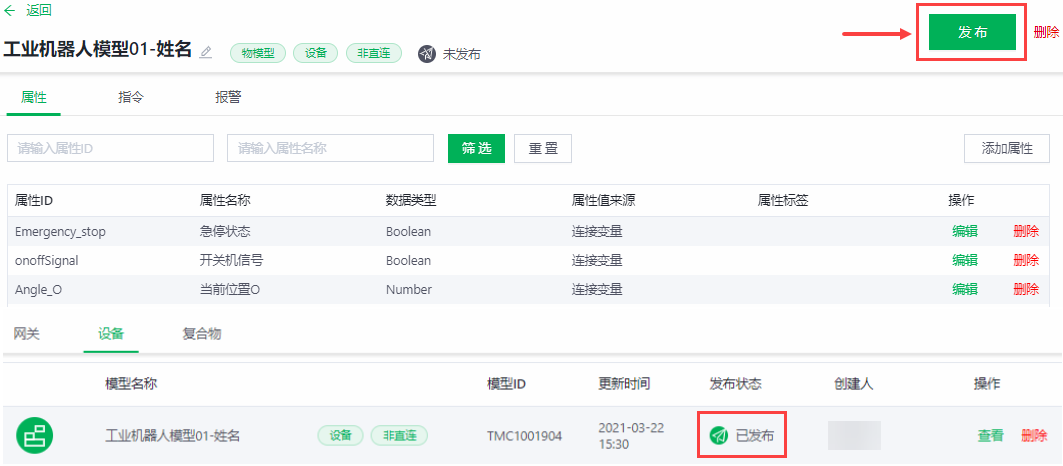 返回
工业机器人模型01-姓名 物模型 设备 非直连 未发布 发布 删除
属性 指令 报警
请输入属性ID 请输入属性名称 筛选 重置 添加属性
属性ID 属性名称 数据类型 属性值来源 属性标签 操作
Emergency_stop 急停状态 Boolean 连接变量 编辑 删除
onoffSignal 开关机信号 Boolean 连接变量 编辑 删除
Angle_O 当前位置O Number 连接变量 编辑 删除
网关 设备 复合物
模型名称 模型ID 更新时间 发布状态 创建人 操作
工业机器人模型01-姓名 设备 非直连 TMC1001904 2021-03-22 已发布 查看 删除
15:30